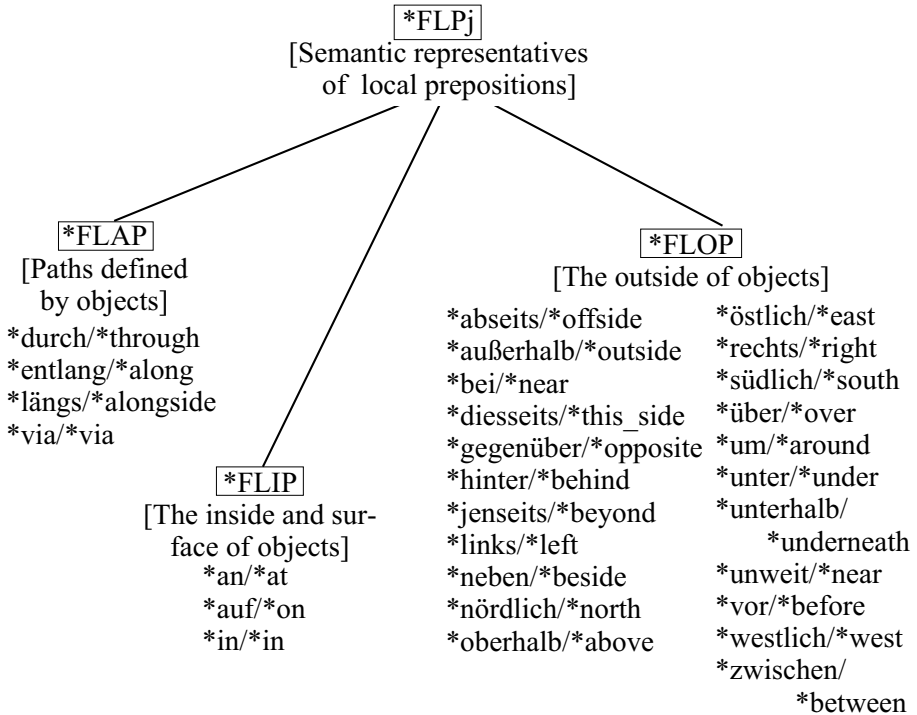 *FLPj
[Semantic representatives
of local prepositions]
*FLAP
[Paths defined
by objects]
*durch/*through
*entlang/*along
*längs/*alongside
*via/*via
*FLIP
[The inside and sur-
face of objects]
*an/*at
*auf/*on
*in/*in
*FLOP
[The outside of objects]
*abseits/*offside
*außerhalb/*outside
*bei/*near
*diesseits/*this_side
*gegenüber/*opposite
*hinter/*behind
*jenseits/*beyond
*links/*left
*neben/*beside
*nördlich/*north
*oberhalb/*above
*östlich/*east
*rechts/*right
*südlich/*south
*über/*over
*um/*around
*unter/*under
*unterhalb/
*underneath
*unweit/*near
*vor/*before
*westlich/*west
*zwischen/
*between